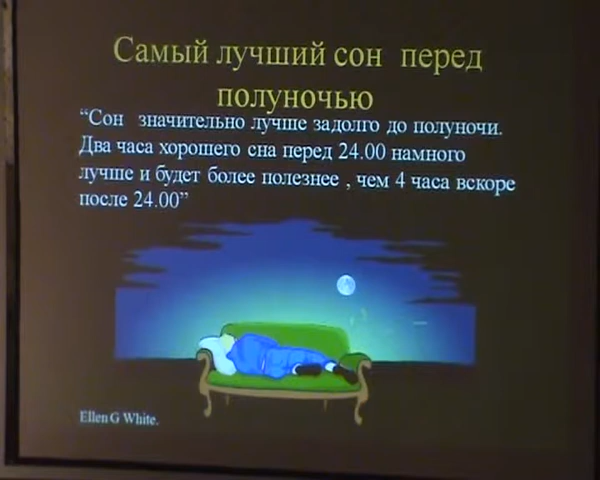 Самый лучший сон перед
полуночью
“Сон значительно лучше задолго до полуночи.
Два часа хорошего сна перед 24.00 намного
лучше и будет более полезнее , чем 4 часа вскоре
после 24.00”
Ellen G White.